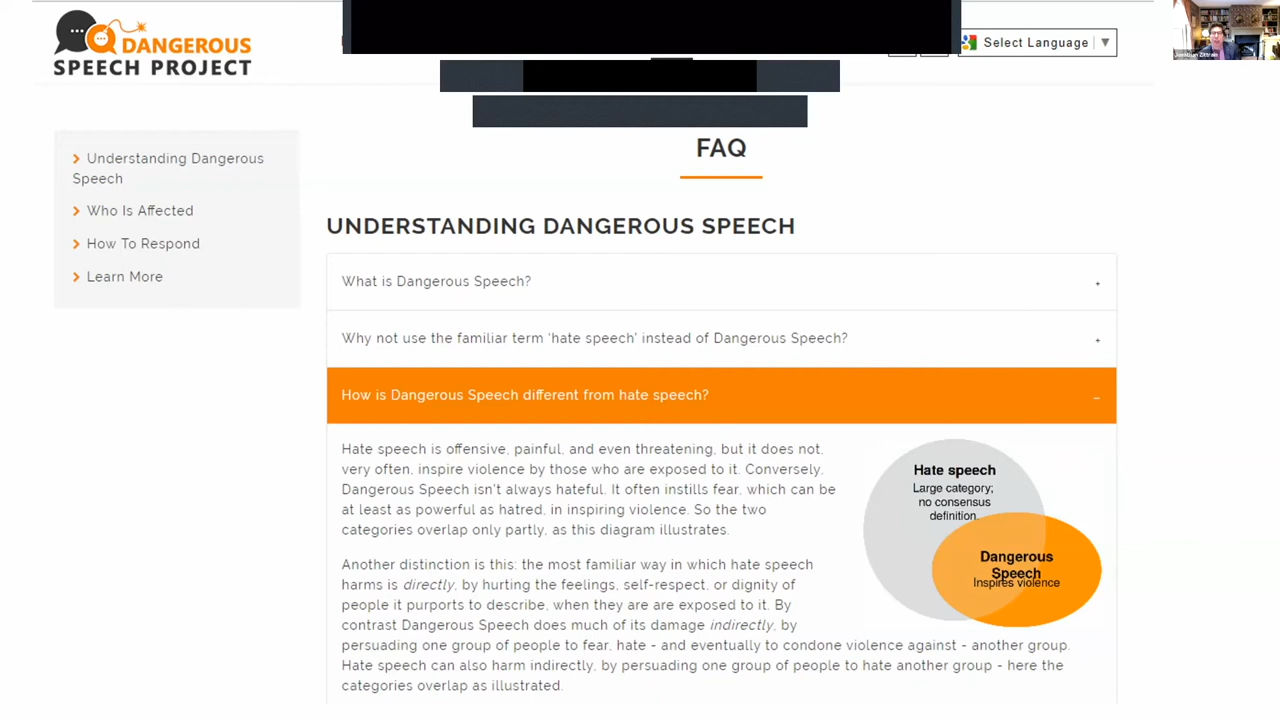 DANGEROUS
SPEECH PROJECT
Select Language
Understanding Dangerous
Speech
Who Is Affected
How To Respond
Learn More
FAQ
UNDERSTANDING DANGEROUS SPEECH
What is Dangerous Speech?
Why not use the familiar term ‘hate speech’ instead of Dangerous Speech?
How is Dangerous Speech different from hate speech?
Hate speech is offensive, painful, and even threatening, but it does not,
very often, inspire violence by those who are exposed to it. Conversely,
Dangerous Speech isn’t always hateful. It often instills fear, which can be
at least as powerful as hatred, in inspiring violence. So the two
categories overlap only partly, as this diagram illustrates.
Another distinction is this: the most familiar way in which hate speech
harms is directly, by hurting the feelings, self-respect, or dignity of
people it purports to describe, when they are are exposed to it. By
contrast Dangerous Speech does much of its damage indirectly, by
persuading one group of people to fear, hate - and eventually to condone violence against - another group.
Hate speech can also harm indirectly, by persuading one group of people to hate another group - here the
categories overlap as illustrated.
Hate speech
Large category;
no consensus
definition.
Dangerous
Speech
Inspires violence
Jonathan Zittrain